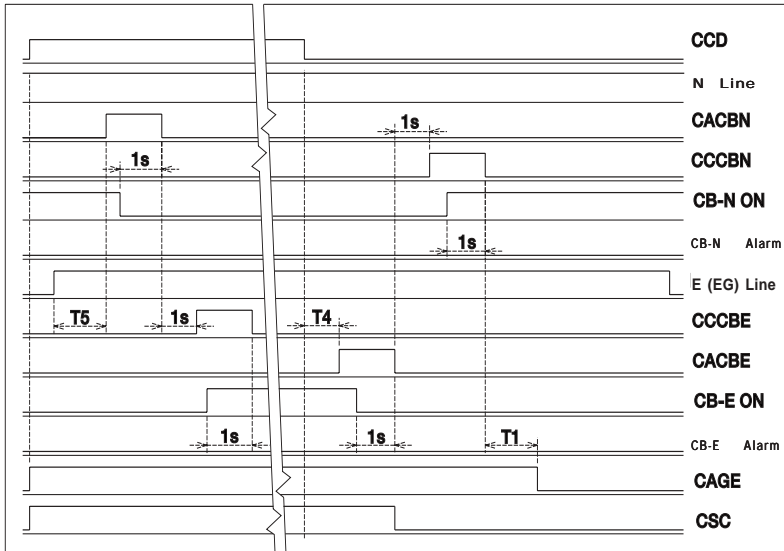 CCD
N Line
CACBN
1s
CCCBN
1s
CB-N ON
CB-N Alarm
1s
E (EG) Line
T5
1s
T4
CCCBE
CACBE
CB-E ON
1s
1s
T1
CB-E Alarm
CAGE
CSC